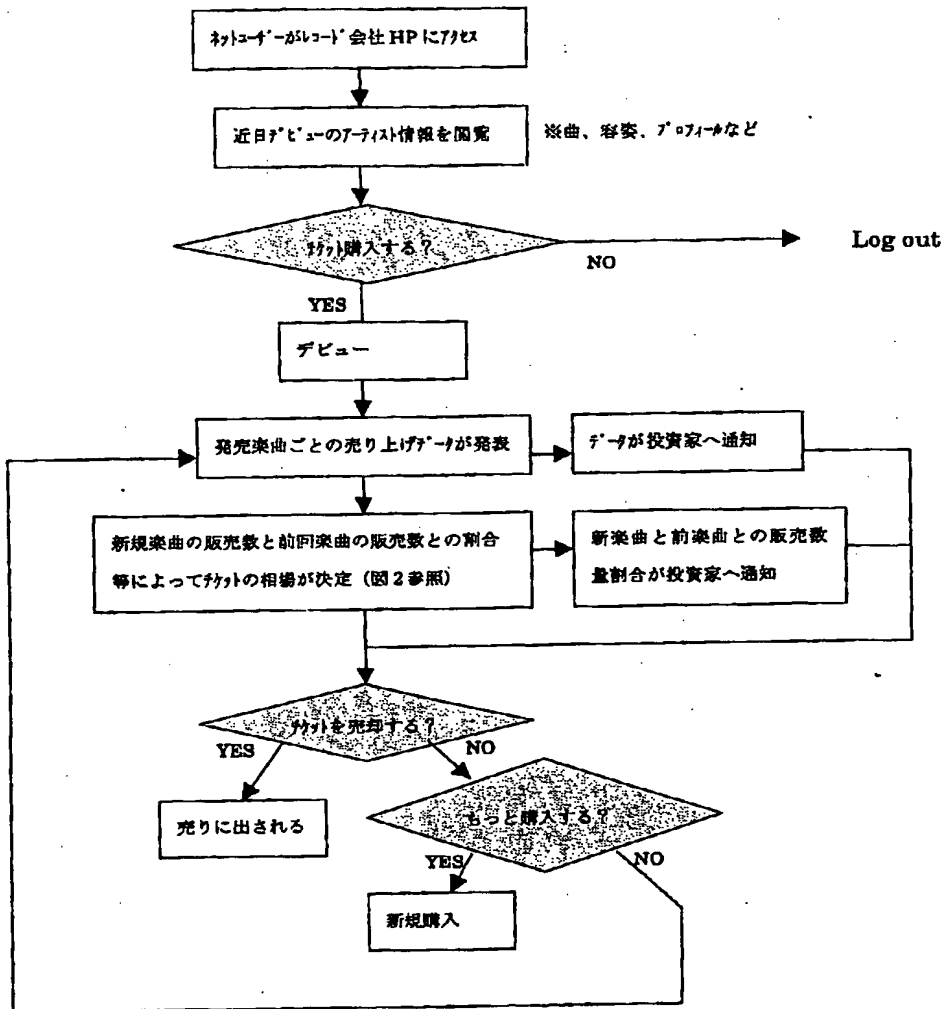 ネットユーザーがレコード会社HPにアクセス
近日デビューのアーティスト情報を閲覧
※曲、容姿、プロフィールなど
チケット購入する？
Log out
NO
YES
デビュー
発売楽曲ごとの売り上げデータが発表
データが投資家へ通知
新規楽曲の販売数と前回楽曲の販売数との割合
等によってチケットの相場が決定（図2参照）
新楽曲と前楽曲との販売数
量割合が投資家へ通知
チケットを売却する？
YES
NO
売りに出される
もっと購入する？
YES
NO
新規購入